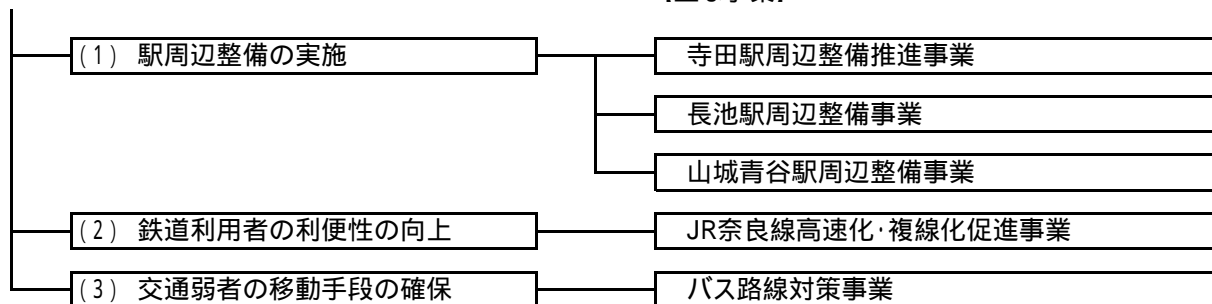 (1) 駅周辺整備の実施
寺田駅周辺整備推進事業
長池駅周辺整備事業
山城青谷駅周辺整備事業
(2) 鉄道利用者の利便性の向上
JR奈良線高速化･複線化促進事業
(3) 交通弱者の移動手段の確保
バス路線対策事業